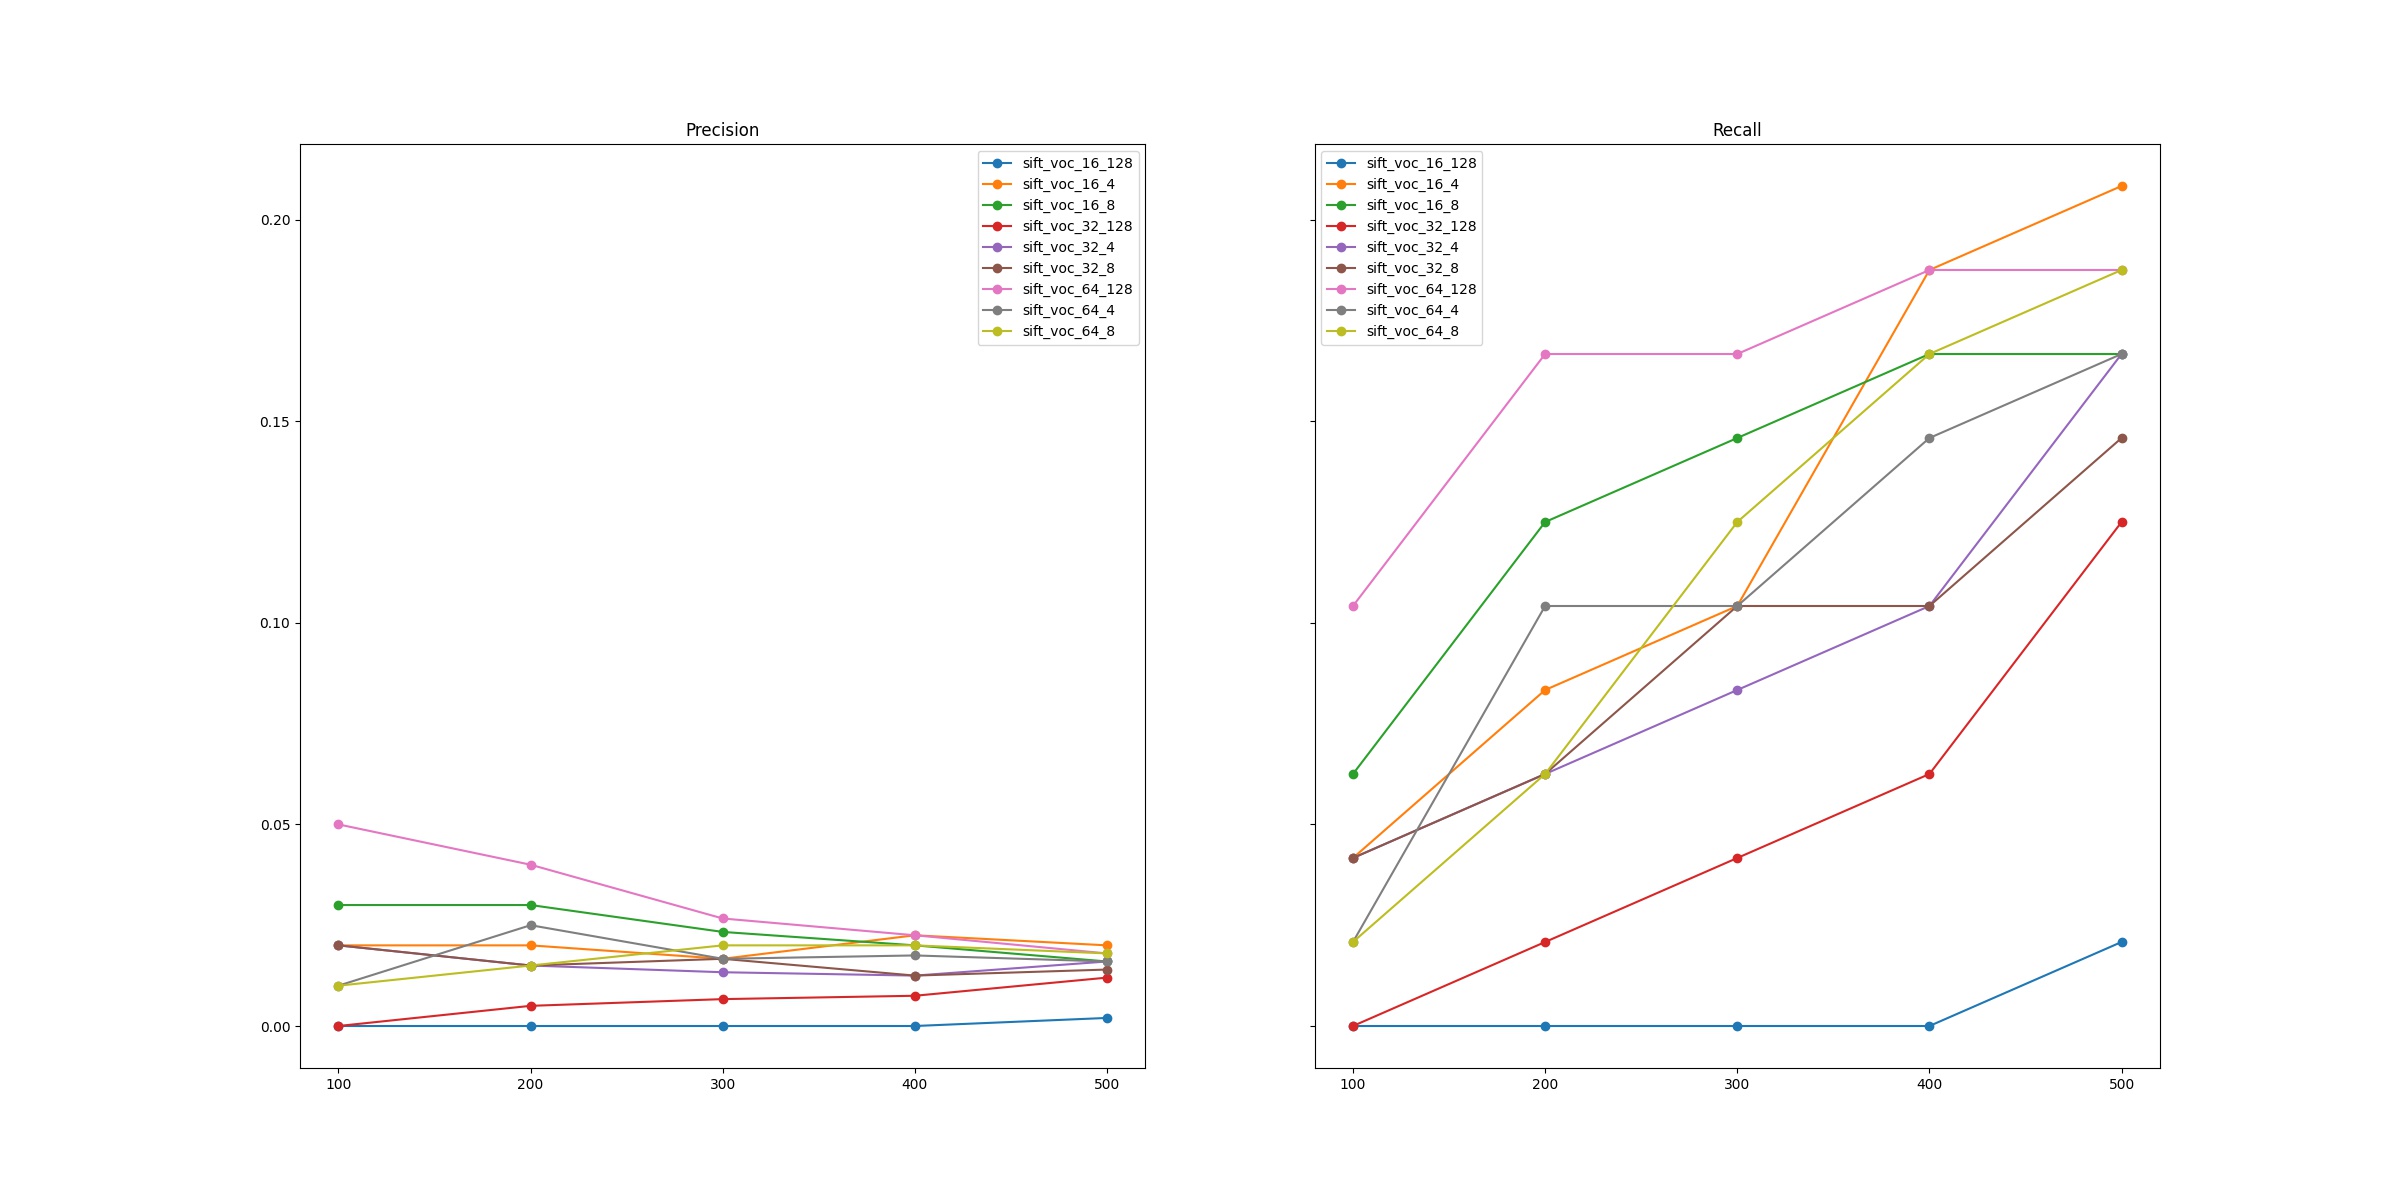 Precision
sift_voc_16_128
sift_voc_16_4
sift_voc_16_8
sift_voc_32_128
sift_voc_32_4
sift_voc_32_8
sift_voc_64_128
sift_voc_64_4
sift_voc_64_8
0.20
0.15
0.10
0.05
0.00
100 200 300 400 500
Recall
sift_voc_16_128
sift_voc_16_4
sift_voc_16_8
sift_voc_32_128
sift_voc_32_4
sift_voc_32_8
sift_voc_64_128
sift_voc_64_4
sift_voc_64_8
100 200 300 400 500